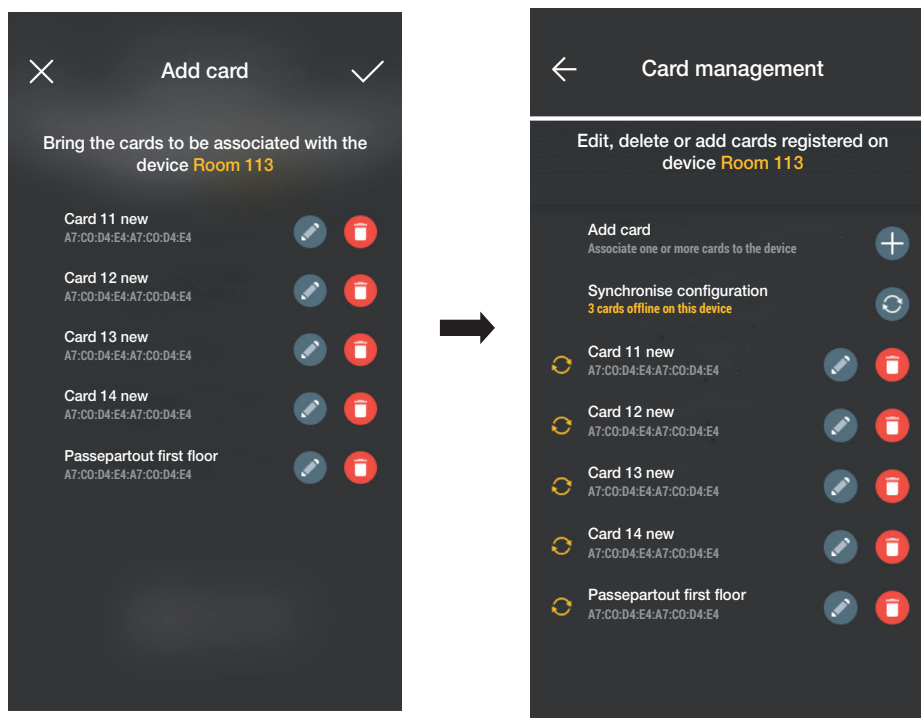 Add card
Bring the cards to be associated with the
device Room 113
Card 11 new
A7:C0:D4:E4:A7:C0:D4:E4
Card 12 new
A7:C0:D4:E4:A7:C0:D4:E4
Card 13 new
A7:C0:D4:E4:A7:C0:D4:E4
Card 14 new
A7:C0:D4:E4:A7:C0:D4:E4
Passepartout first floor
A7:C0:D4:E4:A7:C0:D4:E4
Card management
Edit, delete or add cards registered on
device Room 113
Add card
Associate one or more cards to the device
Synchronise configuration
3 cards offline on this device
Card 11 new
A7:C0:D4:E4:A7:C0:D4:E4
Card 12 new
A7:C0:D4:E4:A7:C0:D4:E4
Card 13 new
A7:C0:D4:E4:A7:C0:D4:E4
Card 14 new
A7:C0:D4:E4:A7:C0:D4:E4
Passepartout first floor
A7:C0:D4:E4:A7:C0:D4:E4